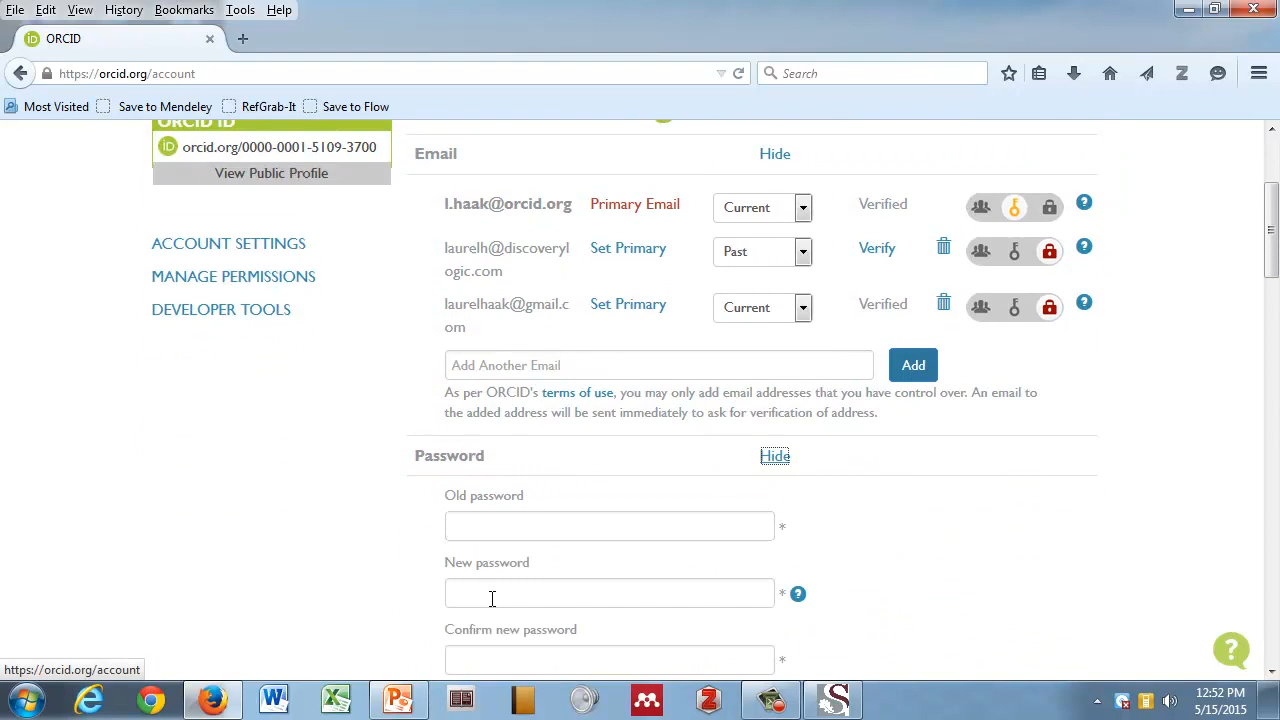 File Edit View History Bookmarks Tools Help
iD ORCID × +
https://orcid.org/account
Search
Most Visited Save to Mendeley RefGrab-It Save to Flow
ORCID iD
iD orcid.org/0000-0001-5109-3700
View Public Profile
ACCOUNT SETTINGS
MANAGE PERMISSIONS
DEVELOPER TOOLS
Email Hide
l.haak@orcid.org Primary Email Current Verified ?
laurelh@discoveryl
ogic.com
Set Primary Past Verify ?
laurelhaak@gmail.c
om
Set Primary Current Verified ?
Add Another Email Add
As per ORCID's terms of use, you may only add email addresses that you have control over. An email to
the added address will be sent immediately to ask for verification of address.
Password Hide
Old password
*
New password
* ?
Confirm new password
*
?
https://orcid.org/account
12:52 PM
5/15/2015